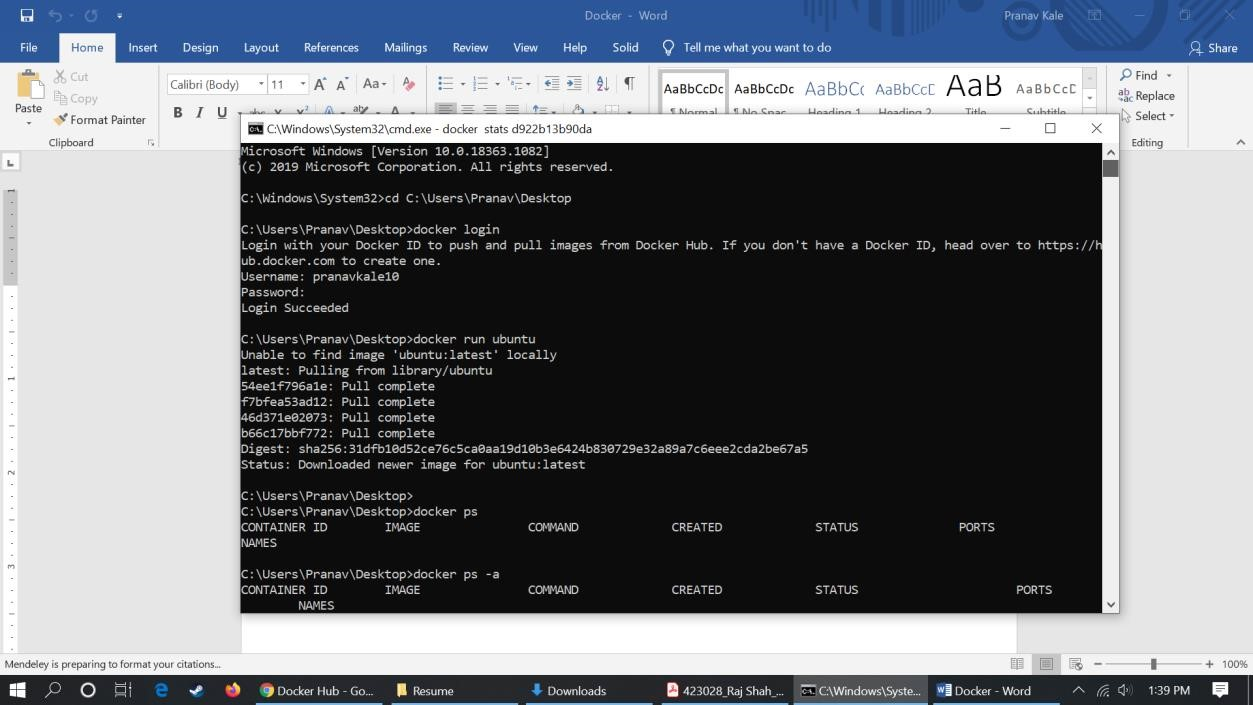 Docker - Word
Pranav Kale
File Home Insert Design Layout References Mailings Review View Help Solid Tell me what you want to do Share
Paste
Cut
Copy
Format Painter
Clipboard
Calibri (Body) 11
Aa
B I U
AaBbCcDc AaBbCcDc AaBbCc AaBbCcD AaB AaBbCcD
¶ Normal ¶ No Spac... Heading 1 Heading 2 Title Subtitle
Find
Replace
Select
Editing
C:\Windows\System32\cmd.exe - docker stats d922b13b90da
Microsoft Windows [Version 10.0.18363.1082]
(c) 2019 Microsoft Corporation. All rights reserved.
C:\Windows\System32>cd C:\Users\Pranav\Desktop
C:\Users\Pranav\Desktop>docker login
Login with your Docker ID to push and pull images from Docker Hub. If you don't have a Docker ID, head over to https://h
ub.docker.com to create one.
Username: pranavkale10
Password:
Login Succeeded
C:\Users\Pranav\Desktop>docker run ubuntu
Unable to find image 'ubuntu:latest' locally
latest: Pulling from library/ubuntu
54ee1f796a1e: Pull complete
f7bfea53ad12: Pull complete
46d371e02073: Pull complete
b66c17bbf772: Pull complete
Digest: sha256:31dfb10d52ce76c5ca0aa19d10b3e6424b830729e32a89a7c6eee2cda2be67a5
Status: Downloaded newer image for ubuntu:latest
C:\Users\Pranav\Desktop>
C:\Users\Pranav\Desktop>docker ps
CONTAINER ID IMAGE COMMAND CREATED STATUS PORTS
NAMES
C:\Users\Pranav\Desktop>docker ps -a
CONTAINER ID IMAGE COMMAND CREATED STATUS PORTS
NAMES
Mendeley is preparing to format your citations...
100%
Docker Hub - Go... Resume Downloads 423028_Raj Shah_... C:\Windows\Syste... Docker - Word 1:39 PM